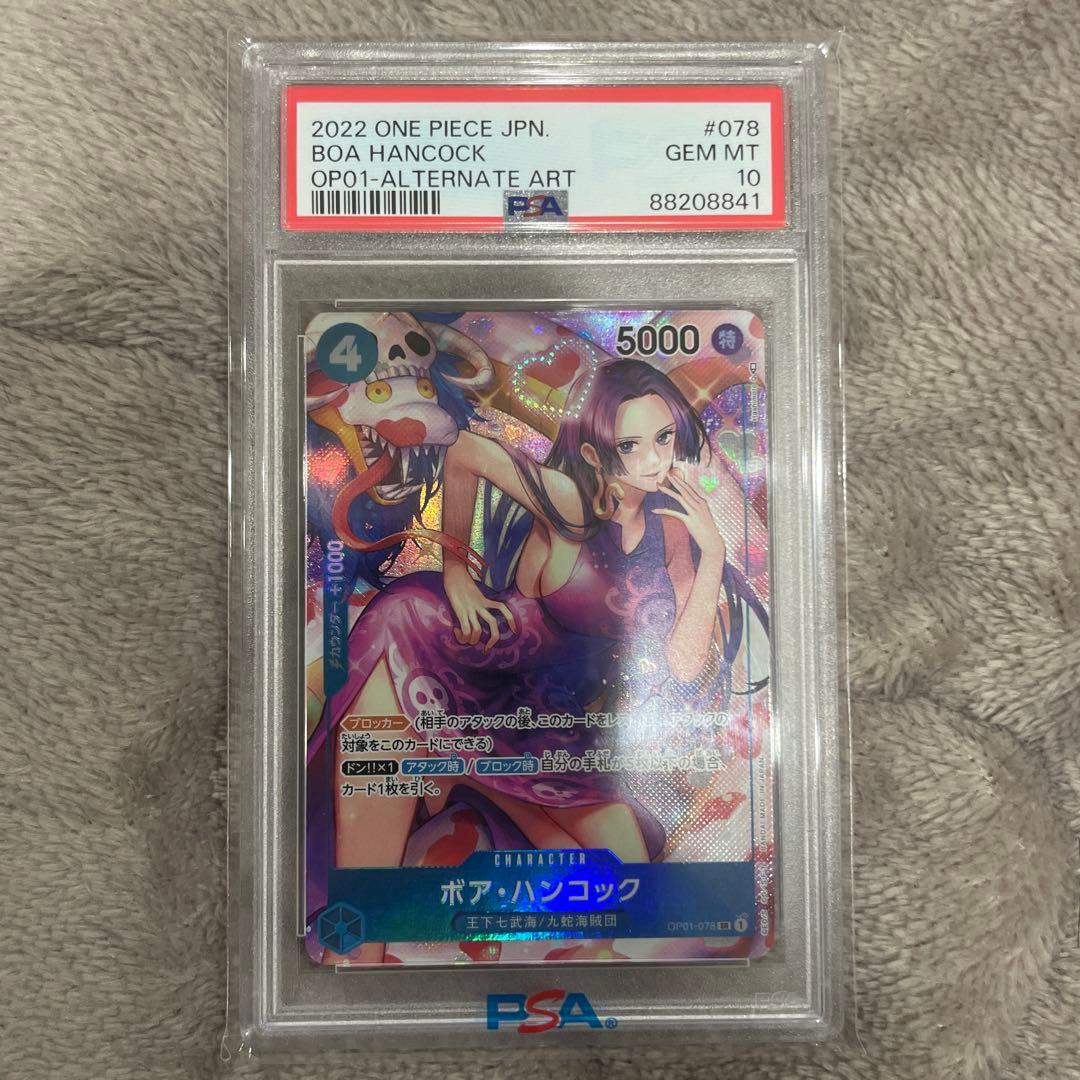 2022 ONE PIECE JPN. #078
BOA HANCOCK GEM MT
OP01-ALTERNATE ART 10
PSA 88208841
4 5000 特
カウンター +1000
ブロッカー (相手のアタックの後、このカードをレス アタックの
対象をこのカードにできる)
ドン!!×1 アタック時 / ブロック時 自分の手札が5枚以下の場合、
カード1枚を引く。
CHARACTER
ボア・ハンコック
王下七武海/九蛇海賊団
OP01-078 SR 1
BANDAI MADE IN JAPAN
PSA®